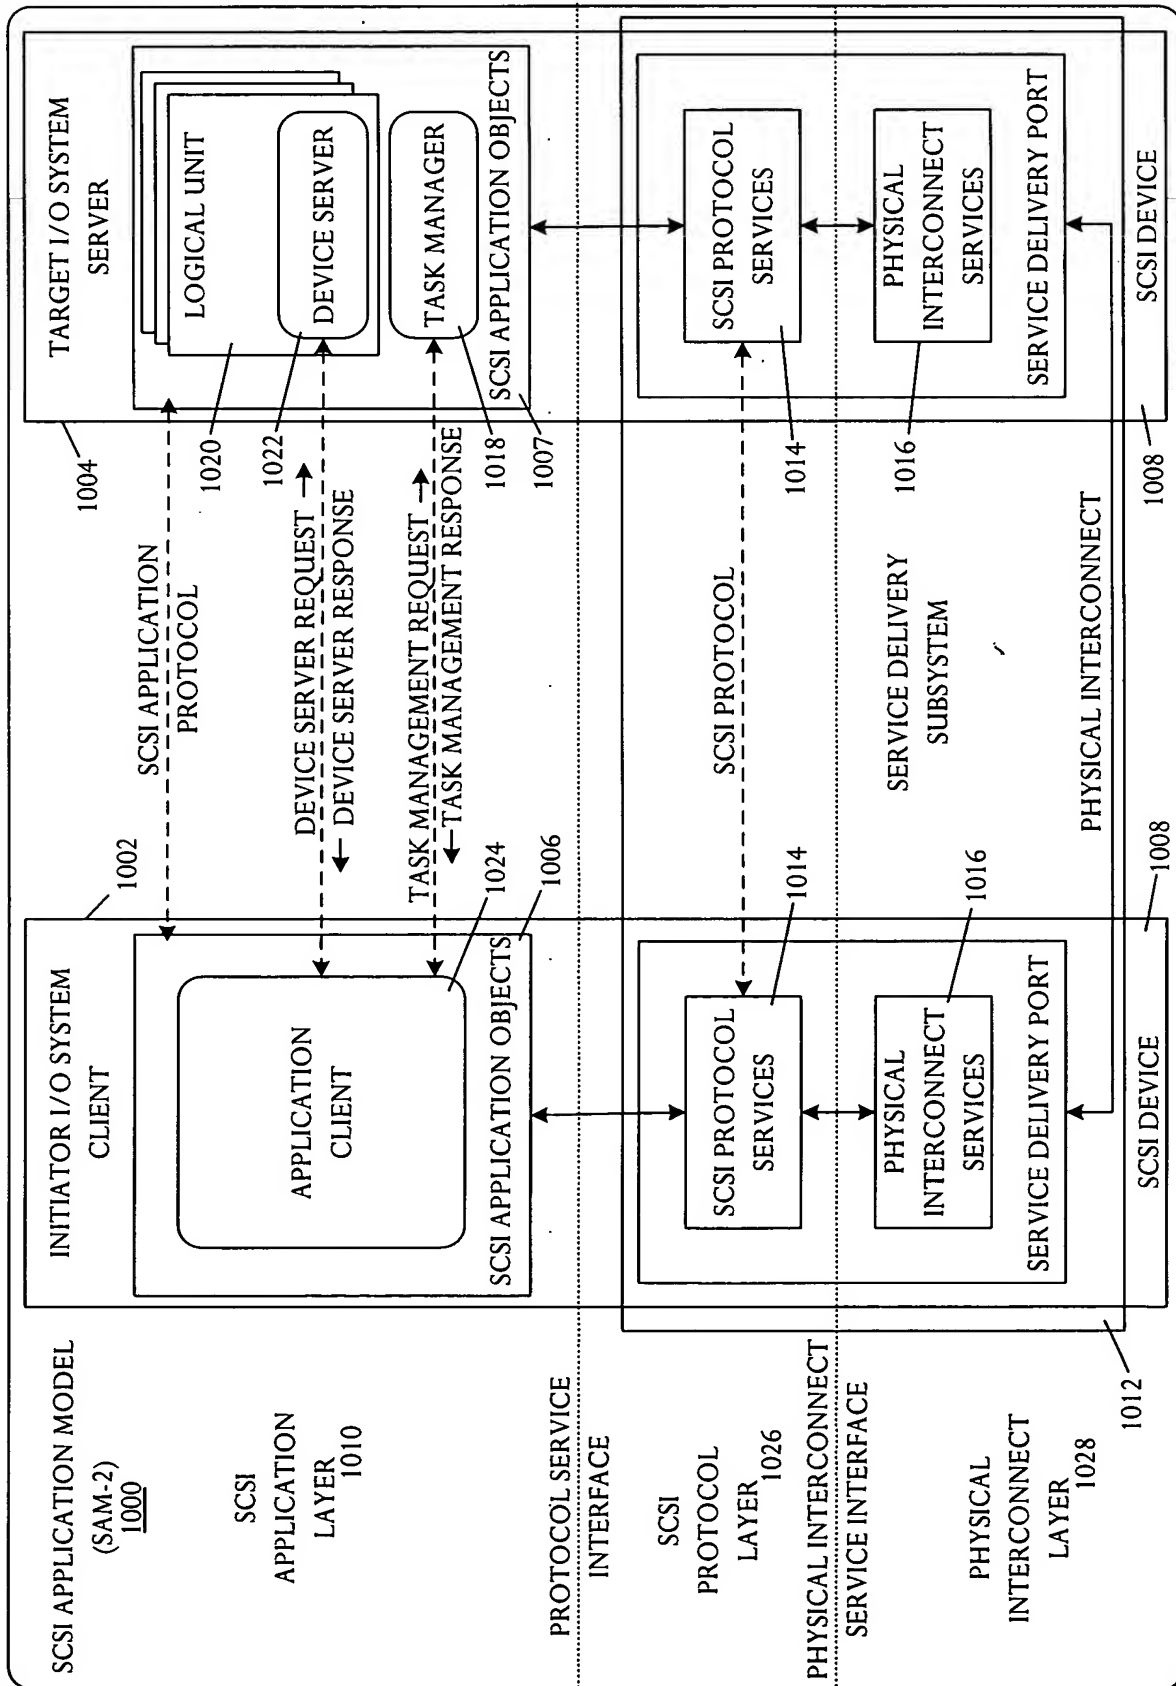 SCSI APPLICATION MODEL
(SAM-2)
1000
SCSI
APPLICATION
LAYER 1010
PROTOCOL SERVICE
INTERFACE
SCSI
PROTOCOL
LAYER 1026
PHYSICAL INTERCONNECT
SERVICE INTERFACE
PHYSICAL
INTERCONNECT
LAYER 1028
1012
INITIATOR I/O SYSTEM
CLIENT
1002
APPLICATION
CLIENT
1024
SCSI APPLICATION OBJECTS
1006
SCSI PROTOCOL
SERVICES
1014
PHYSICAL
INTERCONNECT
SERVICES
1016
SERVICE DELIVERY PORT
SCSI DEVICE
1008
SCSI APPLICATION
PROTOCOL
DEVICE SERVER REQUEST
DEVICE SERVER RESPONSE
TASK MANAGEMENT REQUEST
TASK MANAGEMENT RESPONSE
SCSI PROTOCOL
SERVICE DELIVERY
SUBSYSTEM
PHYSICAL INTERCONNECT
TARGET I/O SYSTEM
SERVER
1004
LOGICAL UNIT
1020
DEVICE SERVER
1022
TASK MANAGER
1018
SCSI APPLICATION OBJECTS
1007
SCSI PROTOCOL
SERVICES
1014
PHYSICAL
INTERCONNECT
SERVICES
1016
SERVICE DELIVERY PORT
SCSI DEVICE
1008